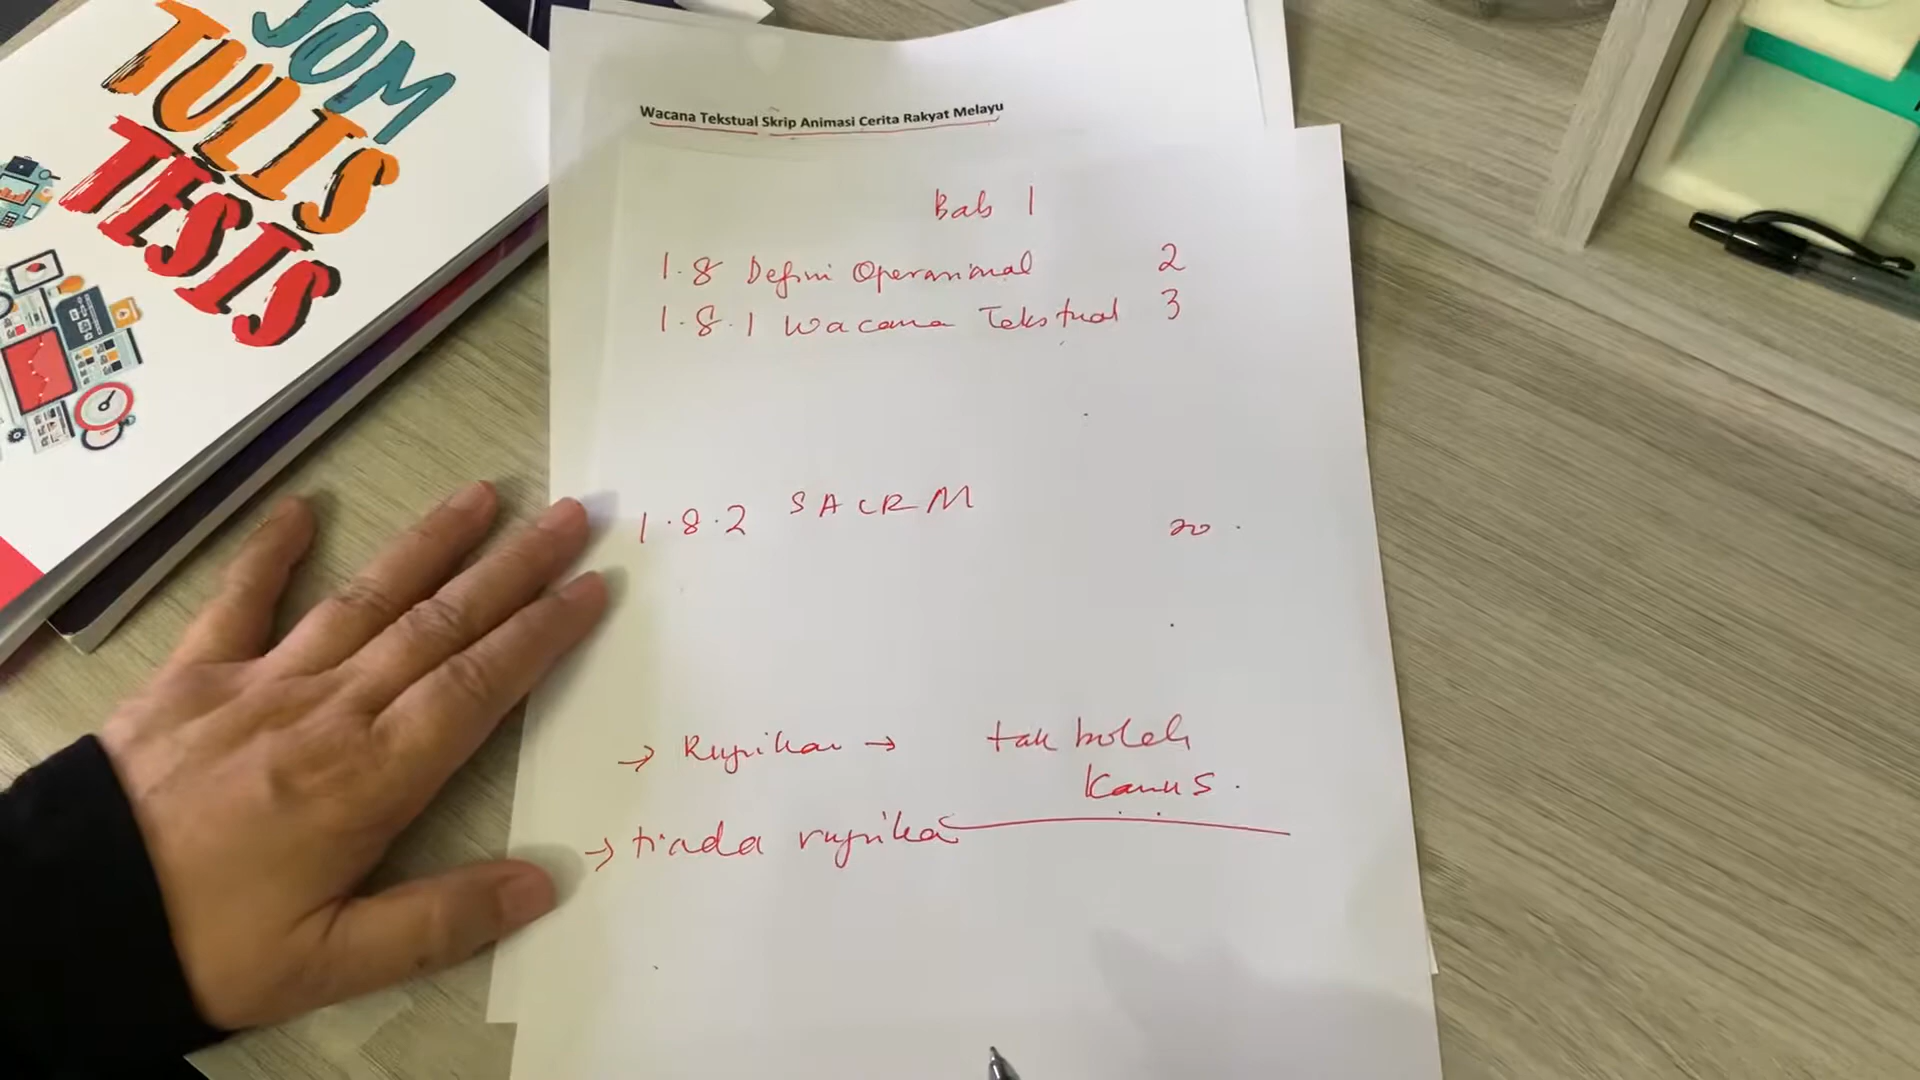 JOM
TULIS
TESIS
Wacana Tekstual Skrip Animasi Cerita Rakyat Melayu
Bab 1
1.8 Defini Operasional 2
1.8.1 Wacana Tekstual 3
1.8.2 SACRM 20.
→ Rujukan → tak boleh
Kamus.
→ tiada rujukan